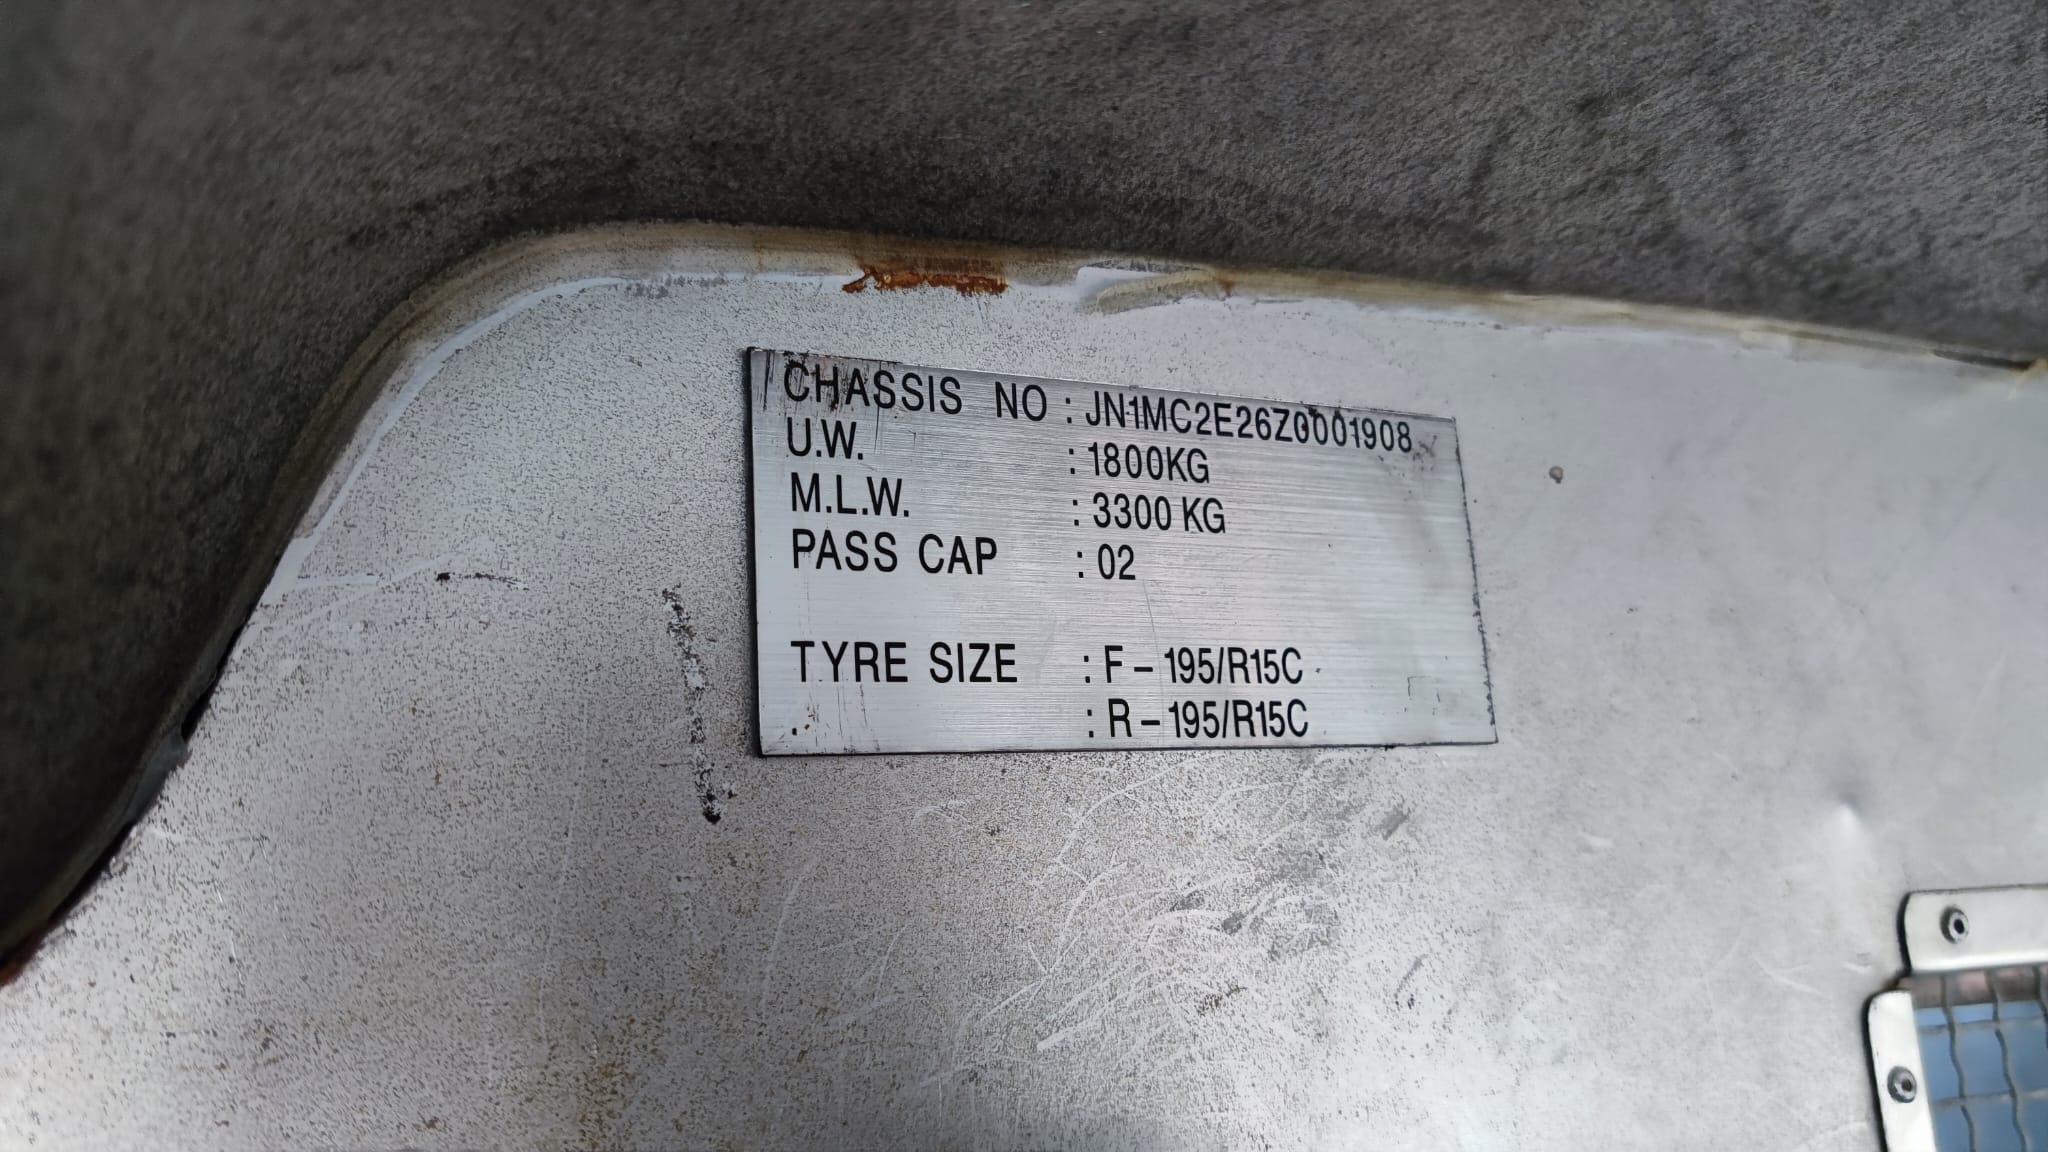 CHASSIS NO : JN1MC2E26Z0001908
U.W. : 1800KG
M.L.W. : 3300 KG
PASS CAP : 02
TYRE SIZE : F - 195/R15C
: R - 195/R15C